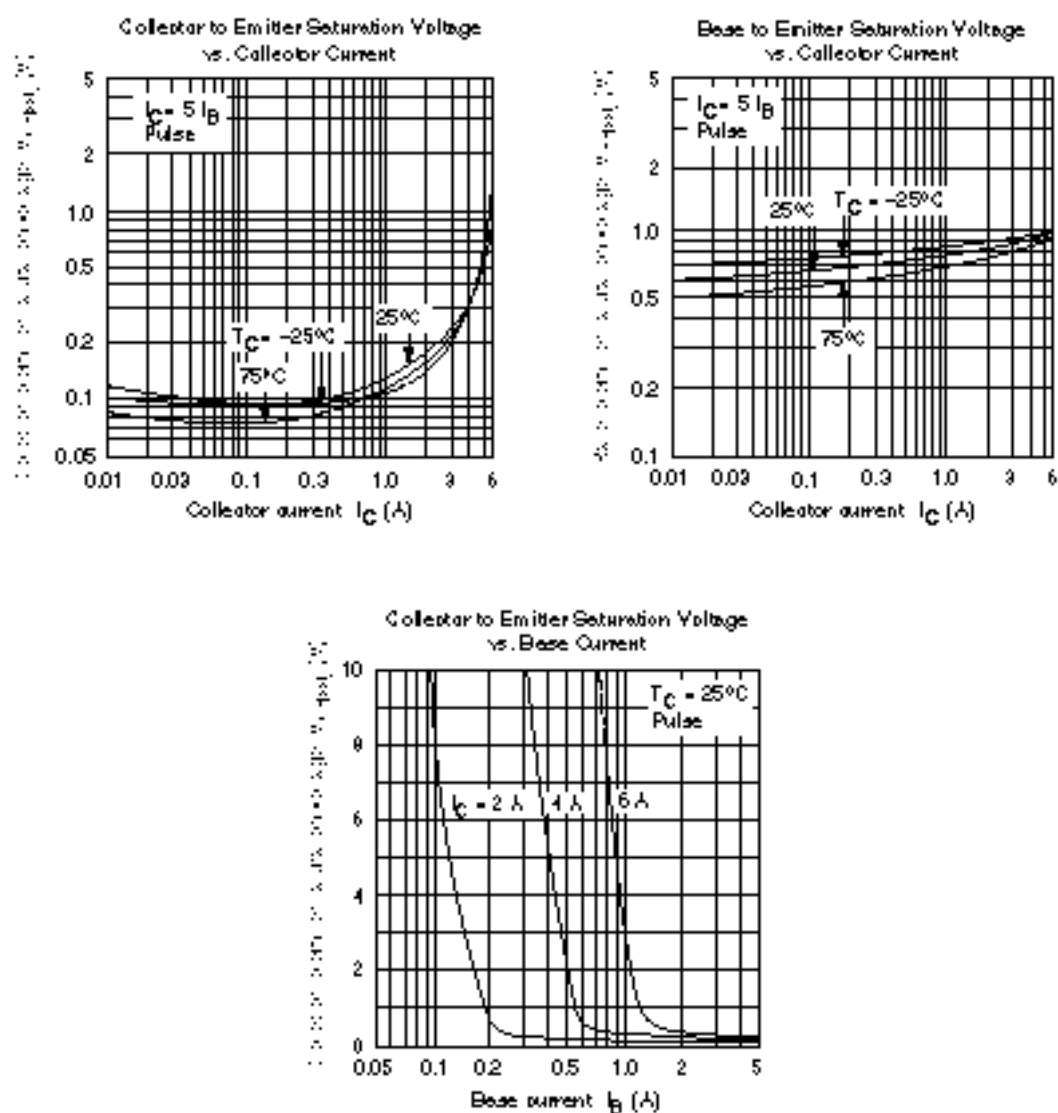 Collector to Emitter Saturation Voltage
vs. Collector Current
IC = 5 IB
Pulse
5
2
1.0
0.5
0.2
0.1
0.05
25°C
TC = –25°C
75°C
0.01 0.03 0.1 0.3 1.0 3 6
Collector current IC (A)
Base to Emitter Saturation Voltage
vs. Collector Current
IC = 5 IB
Pulse
5
2
1.0
0.5
0.2
0.1
TC = –25°C
25°C
75°C
0.01 0.03 0.1 0.3 1.0 3 6
Collector current IC (A)
Collector to Emitter Saturation Voltage
vs. Base Current
TC = 25°C
Pulse
10
8
6
4
2
0
IC = 2 A 4 A 6 A
0.05 0.1 0.2 0.5 1.0 2 5
Base current IB (A)